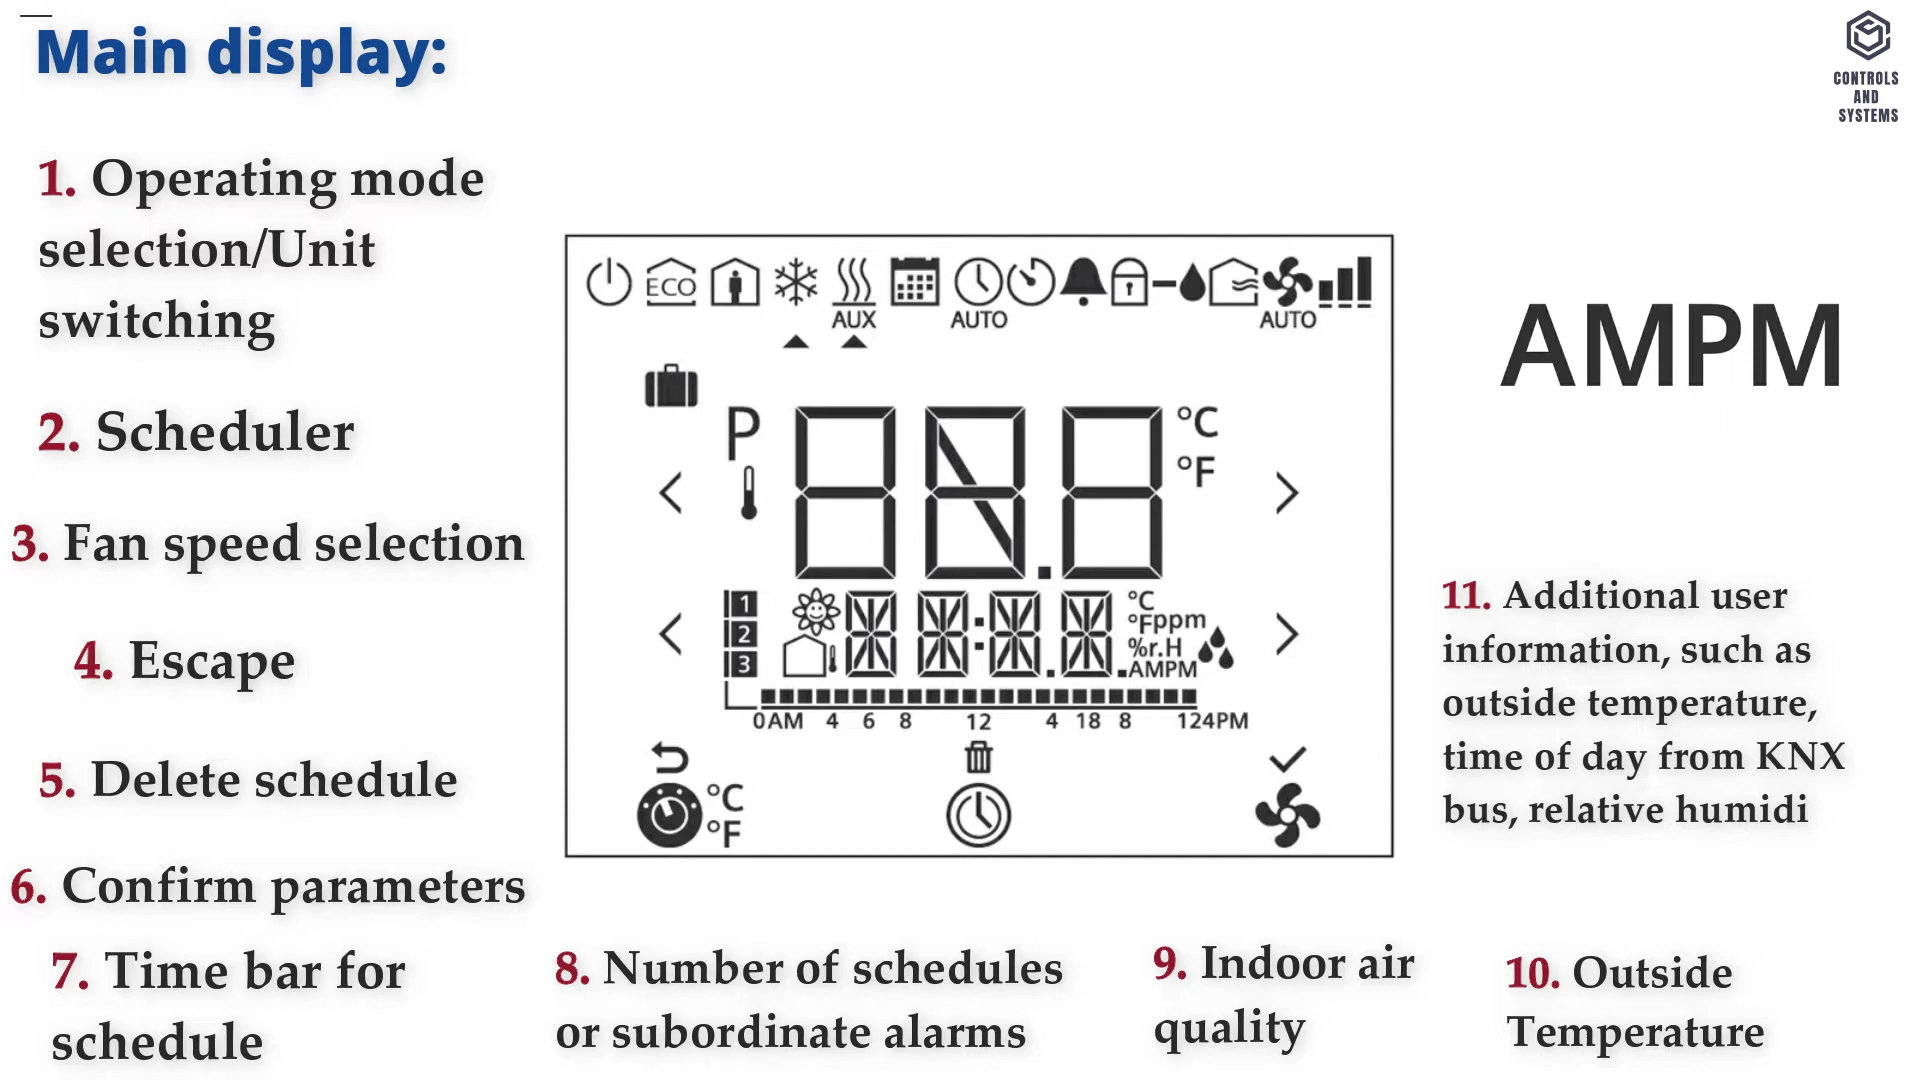 Main display:
CONTROLS
AND
SYSTEMS
1. Operating mode
selection/Unit
switching
2. Scheduler
3. Fan speed selection
4. Escape
5. Delete schedule
6. Confirm parameters
7. Time bar for
schedule
8. Number of schedules
or subordinate alarms
9. Indoor air
quality
10. Outside
Temperature
11. Additional user
information, such as
outside temperature,
time of day from KNX
bus, relative humidi
AMPM
ECO
AUX
AUTO
AUTO
P
°C
°F
1
2
3
°C
°Fppm
%r.H
AMPM
0AM 4 6 8 12 4 18 8 124PM
°C
°F